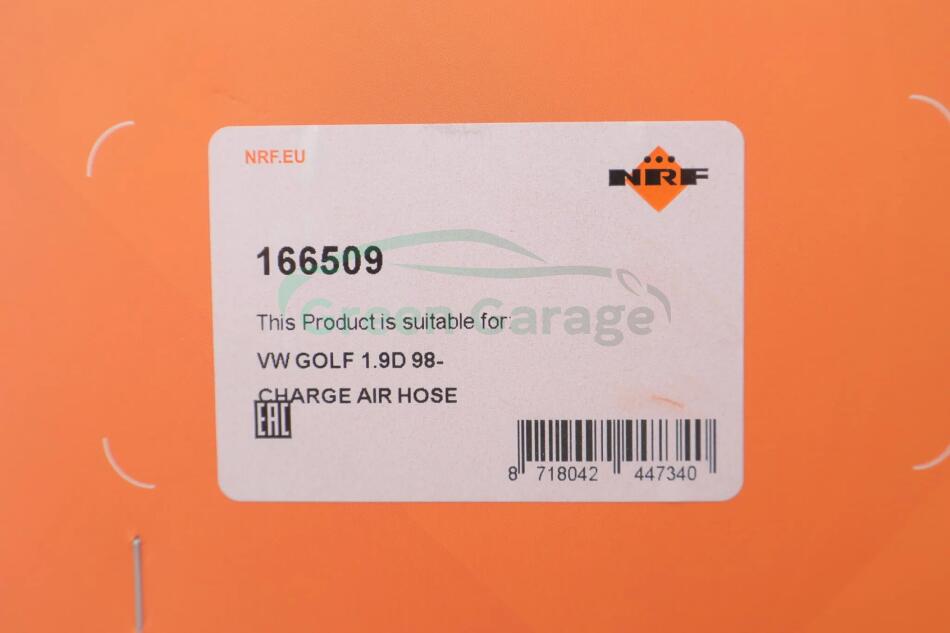 NRF.EU
NRF
166509
Green Garage
This Product is suitable for:
VW GOLF 1.9D 98-
CHARGE AIR HOSE
EAC
8 718042 447340